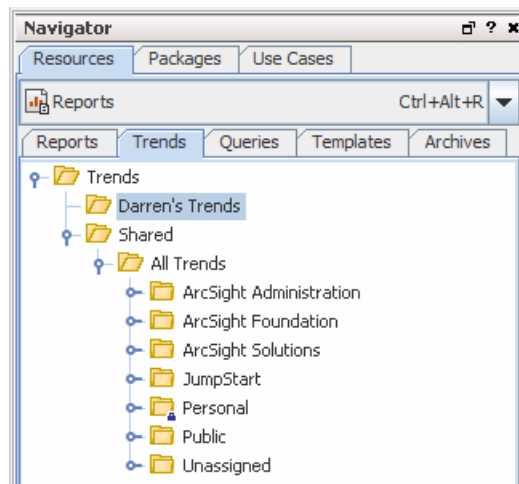 Navigator
Resources Packages Use Cases
Reports Ctrl+Alt+R
Reports Trends Queries Templates Archives
Trends
Darren's Trends
Shared
All Trends
ArcSight Administration
ArcSight Foundation
ArcSight Solutions
JumpStart
Personal
Public
Unassigned